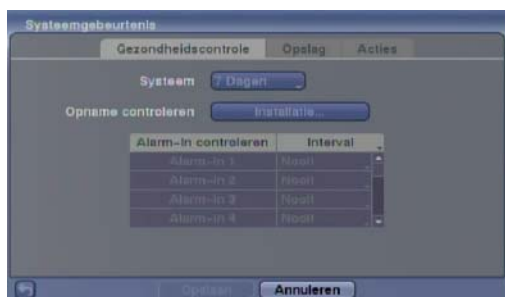 Systeemgebeurtenis
Gezondheidscontrole Opslag Acties
Systeem 7 Dagen
Opname controleren Installatie...
Alarm-In controleren Interval
Alarm-In 1 Nooit
Alarm-In 2 Nooit
Alarm-In 3 Nooit
Alarm-In 4 Nooit
Opslaan Annuleren